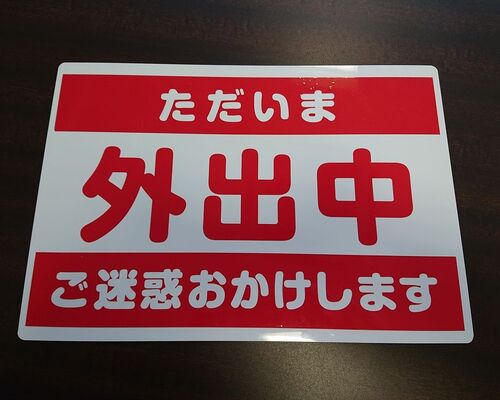 ただいま
外出中
ご迷惑おかけします